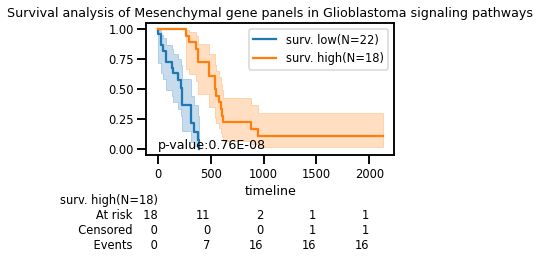 Survival analysis of Mesenchymal gene panels in Glioblastoma signaling pathways
1.00
0.75
0.50
0.25
0.00
surv. low(N=22)
surv. high(N=18)
p-value:0.76E-08
0 500 1000 1500 2000
timeline
surv. high(N=18)
At risk 18 11 2 1 1
Censored 0 0 0 1 1
Events 0 7 16 16 16